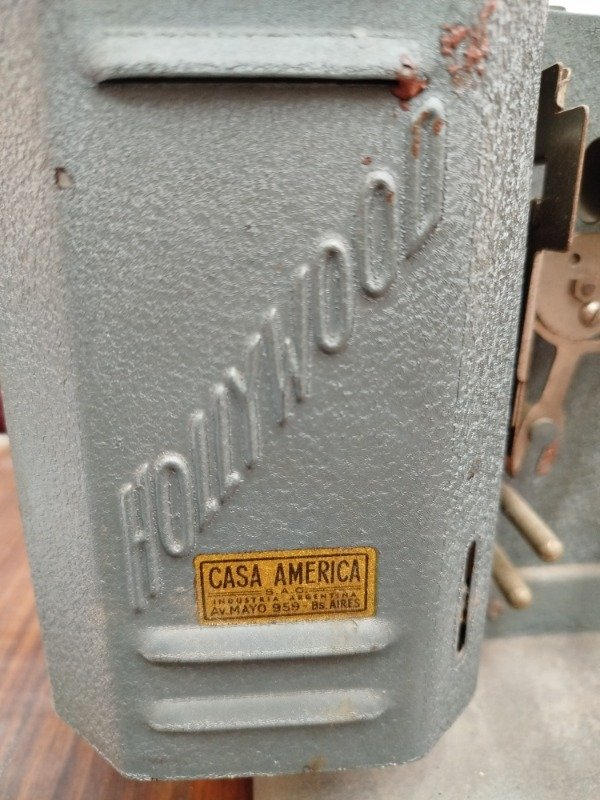 HOLLYWOOD
CASA AMERICA
S.A.C.
INDUSTRIA ARGENTINA
Av. MAYO 959 - Bs. AIRES